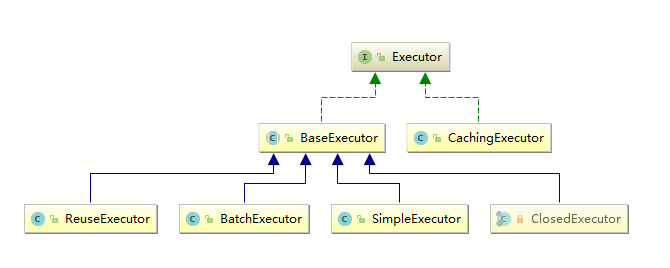 Executor
BaseExecutor
CachingExecutor
ReuseExecutor
BatchExecutor
SimpleExecutor
ClosedExecutor